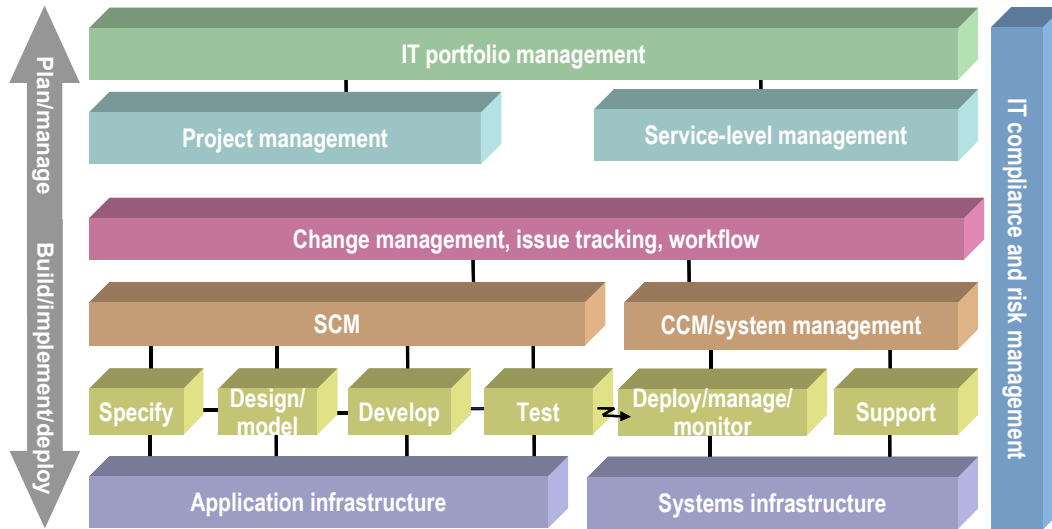 Plan/manage
IT portfolio management
Project management
Service-level management
IT compliance and risk management
Build/implement/deploy
Change management, issue tracking, workflow
SCM
CCM/system management
Specify
Design/
model
Develop
Test
Deploy/manage/
monitor
Support
Application infrastructure
Systems infrastructure